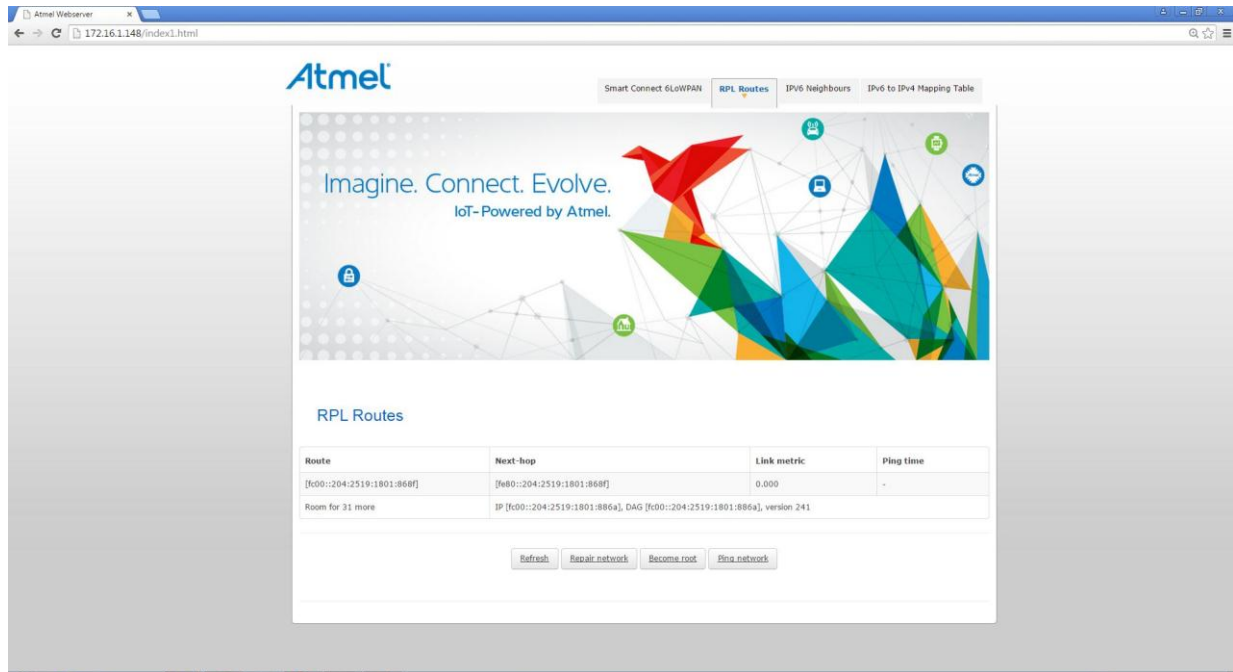 Atmel Webserver
172.16.1.148/index1.html
Atmel
Smart Connect 6LoWPAN RPL Routes IPV6 Neighbours IPv6 to IPv4 Mapping Table
Imagine. Connect. Evolve.
IoT-Powered by Atmel.
RPL Routes
Route Next-hop Link metric Ping time
[fc00::204:2519:1801:868f] [fe80::204:2519:1801:868f] 0.000 -
Room for 31 more IP [fc00::204:2519:1801:886a], DAG [fc00::204:2519:1801:886a], version 241
Refresh Repair network Become root Ping network